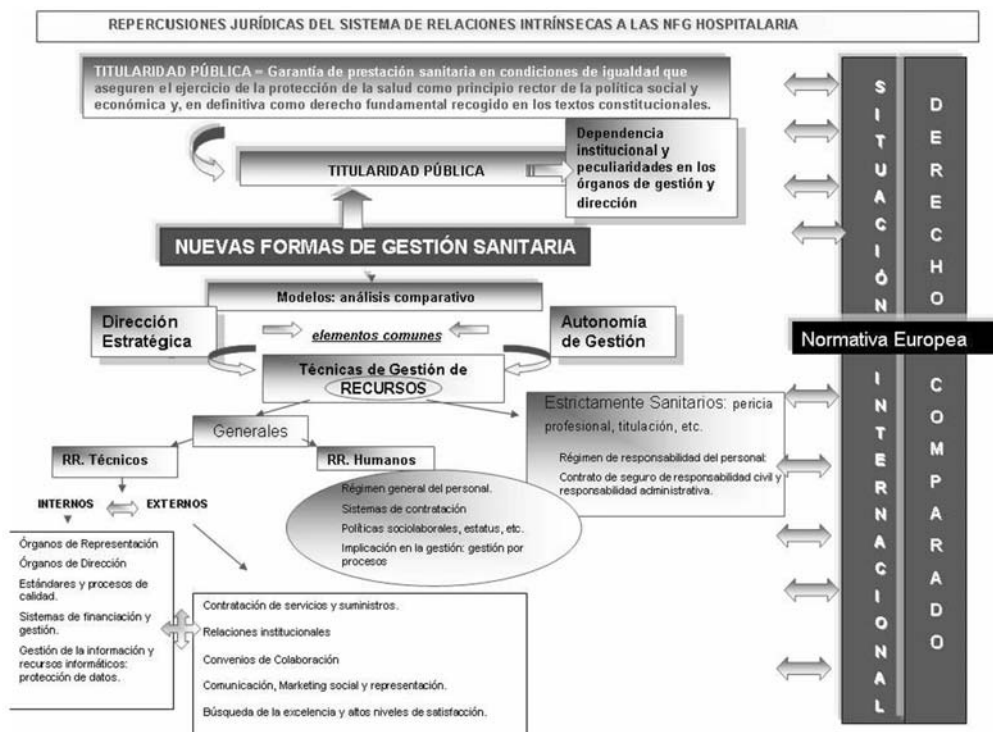 REPERCUSIONES JURÍDICAS DEL SISTEMA DE RELACIONES INTRÍNSECAS A LAS NFG HOSPITALARIA
TITULARIDAD PÚBLICA = Garantía de prestación sanitaria en condiciones de igualdad que
aseguren el ejercicio de la protección de la salud como principio rector de la política social y
económica y, en definitiva como derecho fundamental recogido en los textos constitucionales.
TITULARIDAD PÚBLICA
Dependencia
institucional y
peculiaridades en los
órganos de gestión y
dirección
NUEVAS FORMAS DE GESTIÓN SANITARIA
Modelos: análisis comparativo
Dirección
Estratégica
elementos comunes
Autonomía
de Gestión
Técnicas de Gestión de
RECURSOS
Generales
RR. Técnicos
RR. Humanos
Estrictamente Sanitarios: pericia
profesional, titulación, etc.
Régimen de responsabilidad del personal:
Contrato de seguro de responsabilidad civil y
responsabilidad administrativa.
Régimen general del personal.
Sistemas de contratación
Políticas sociolaborales, estatus, etc.
Implicación en la gestión: gestión por
procesos
INTERNOS
EXTERNOS
Órganos de Representación
Órganos de Dirección
Estándares y procesos de
calidad.
Sistemas de financiación y
gestión.
Gestión de la información y
recursos informáticos:
protección de datos.
Contratación de servicios y suministros.
Relaciones institucionales
Convenios de Colaboración
Comunicación, Marketing social y representación.
Búsqueda de la excelencia y altos niveles de satisfacción.
SITUACIÓN INTERNACIONAL
DERECHO COMPARADO
Normativa Europea